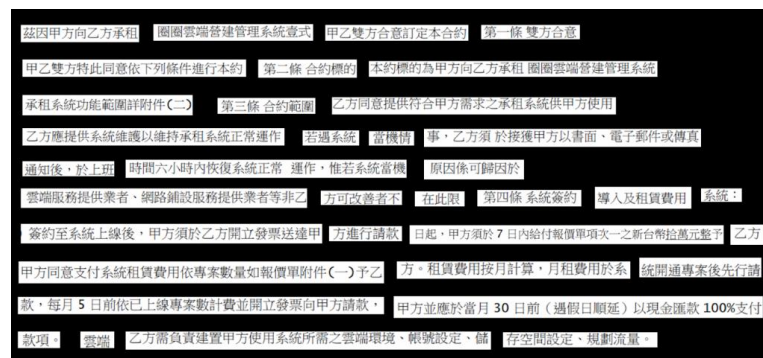 茲因甲方向乙方承租 圈圈雲端營建管理系統壹式 甲乙雙方合意訂定本合約 第一條 雙方合意
甲乙雙方特此同意依下列條件進行本約 第二條 合約標的 本約標的為甲方向乙方承租 圈圈雲端營建管理系統
承租系統功能範圍詳附件(二) 第三條 合約範圍 乙方同意提供符合甲方需求之承租系統供甲方使用
乙方應提供系統維護以維持承租系統正常運作 若遇系統 當機情 事，乙方須 於接獲甲方以書面、電子郵件或傳真
通知後，於上班 時間六小時內恢復系統正常 運作，惟若系統當機 原因係可歸因於
雲端服務提供業者、網路鋪設服務提供業者等非乙 方可改善者不 在此限 第四條 系統簽約 導入及租賃費用 系統：
簽約至系統上線後，甲方須於乙方開立發票送達甲 方進行請款 日起，甲方須於 7 日內給付報價單項次一之新台幣拾萬元整予 乙方
甲方同意支付系統租賃費用依專案數量如報價單附件(一)予乙 方。租賃費用按月計算，月租費用於系 統開通專案後先行請
款，每月 5 日前依已上線專案數計費並開立發票向甲方請款， 甲方並應於當月 30 日前（遇假日順延）以現金匯款 100%支付
款項。 雲端 乙方需負責建置甲方使用系統所需之雲端環境、帳號設定、儲 存空間設定、規劃流量。